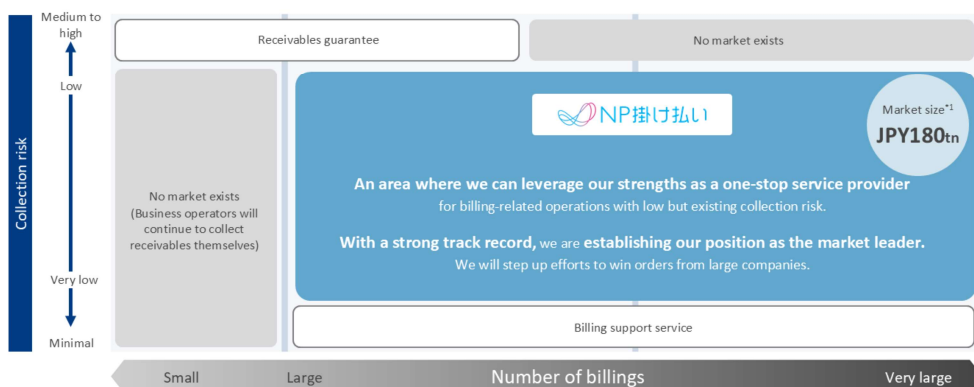 Medium to
high
Low
Very low
Minimal
Collection risk
Receivables guarantee
No market exists
No market exists
(Business operators will
continue to collect
receivables themselves)
NP掛け払い
Market size*1
JPY180tn
An area where we can leverage our strengths as a one-stop service provider
for billing-related operations with low but existing collection risk.
With a strong track record, we are establishing our position as the market leader.
We will step up efforts to win orders from large companies.
Billing support service
Small
Large
Number of billings
Very large